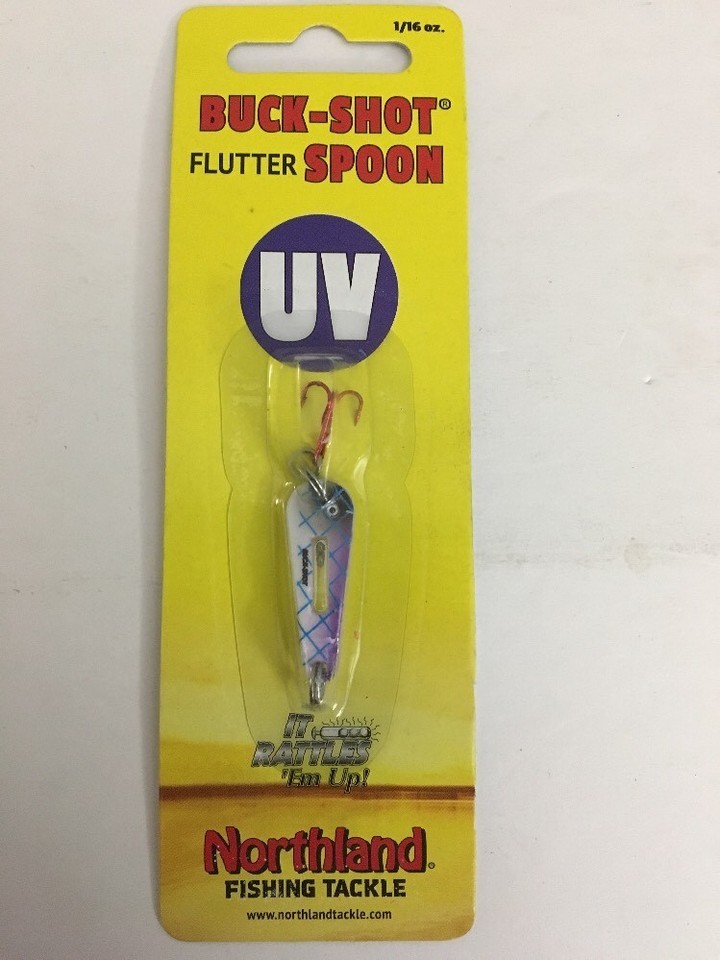 1/16 oz.
BUCK-SHOT®
FLUTTER SPOON
UV
IT
RATTLES
'Em Up!
Northland®
FISHING TACKLE
www.northlandtackle.com